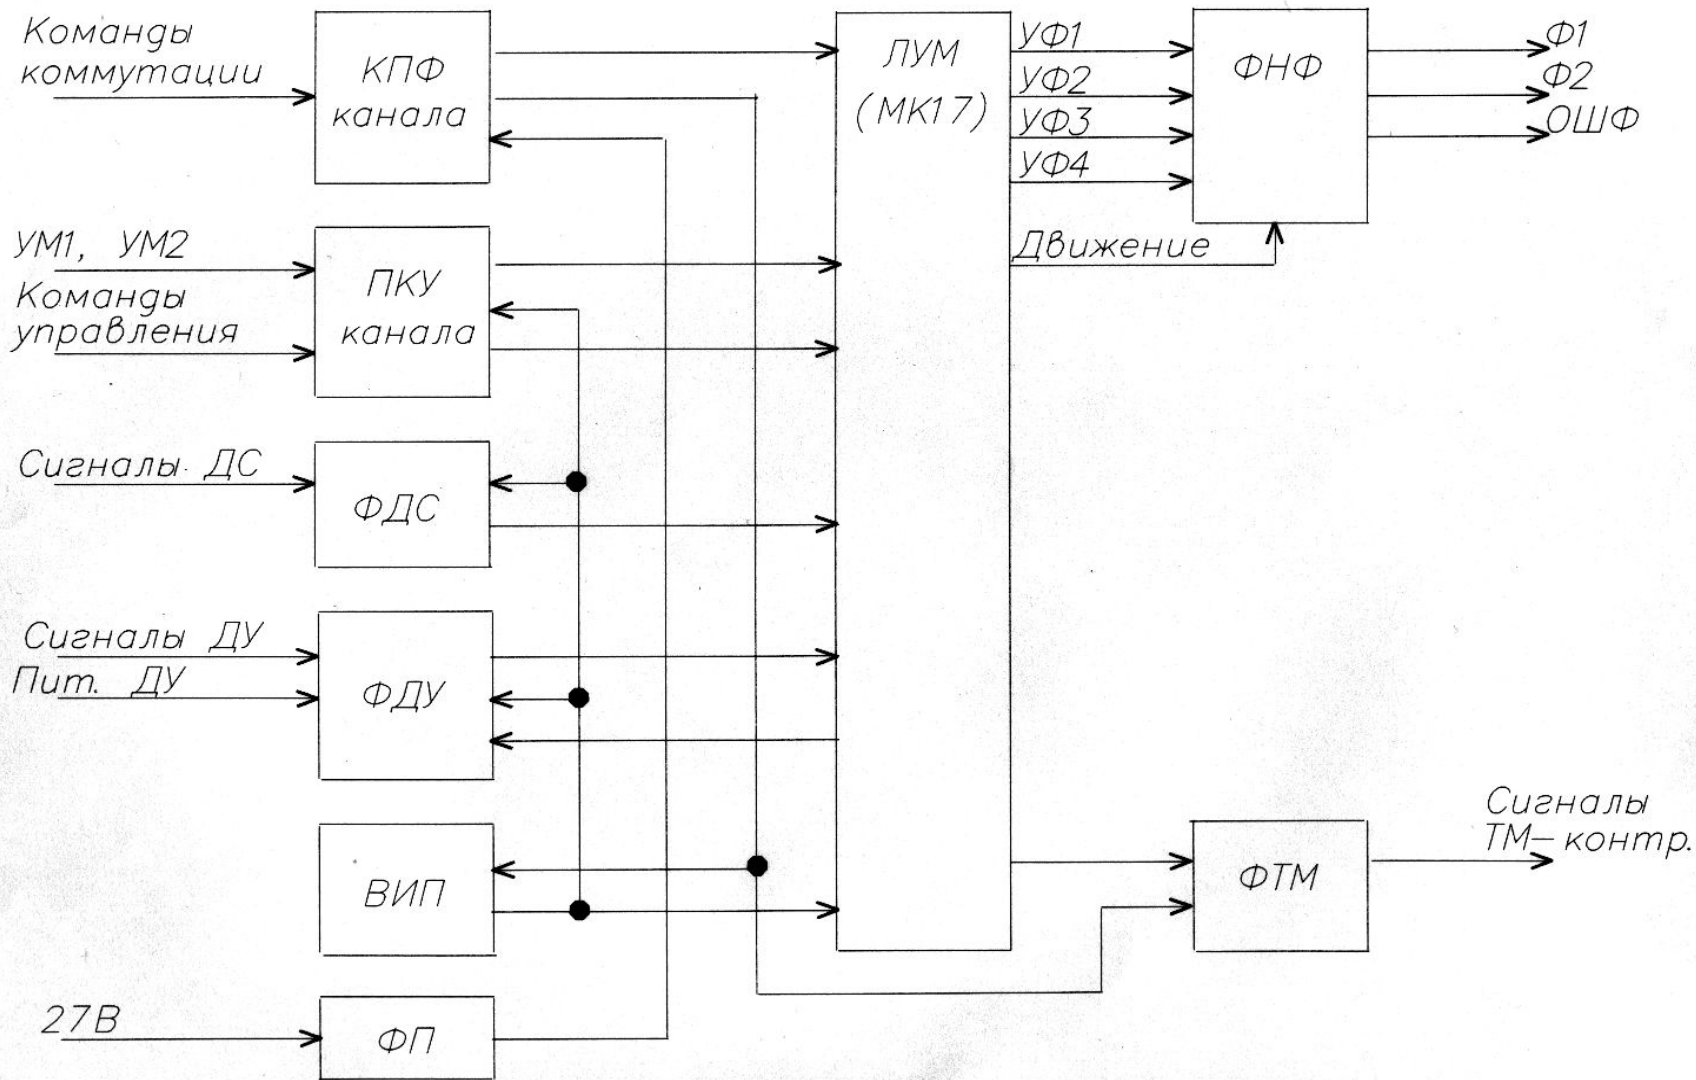 Команды
коммутации
КПФ
канала
ЛУМ
(МК17)
УФ1
УФ2
УФ3
УФ4
Движение
ФНФ
Ф1
Ф2
ОШФ
УМ1, УМ2
Команды
управления
ПКУ
канала
Сигналы ДС
ФДС
Сигналы ДУ
Пит. ДУ
ФДУ
ВИП
27В
ФП
ФТМ
Сигналы
ТМ-контр.